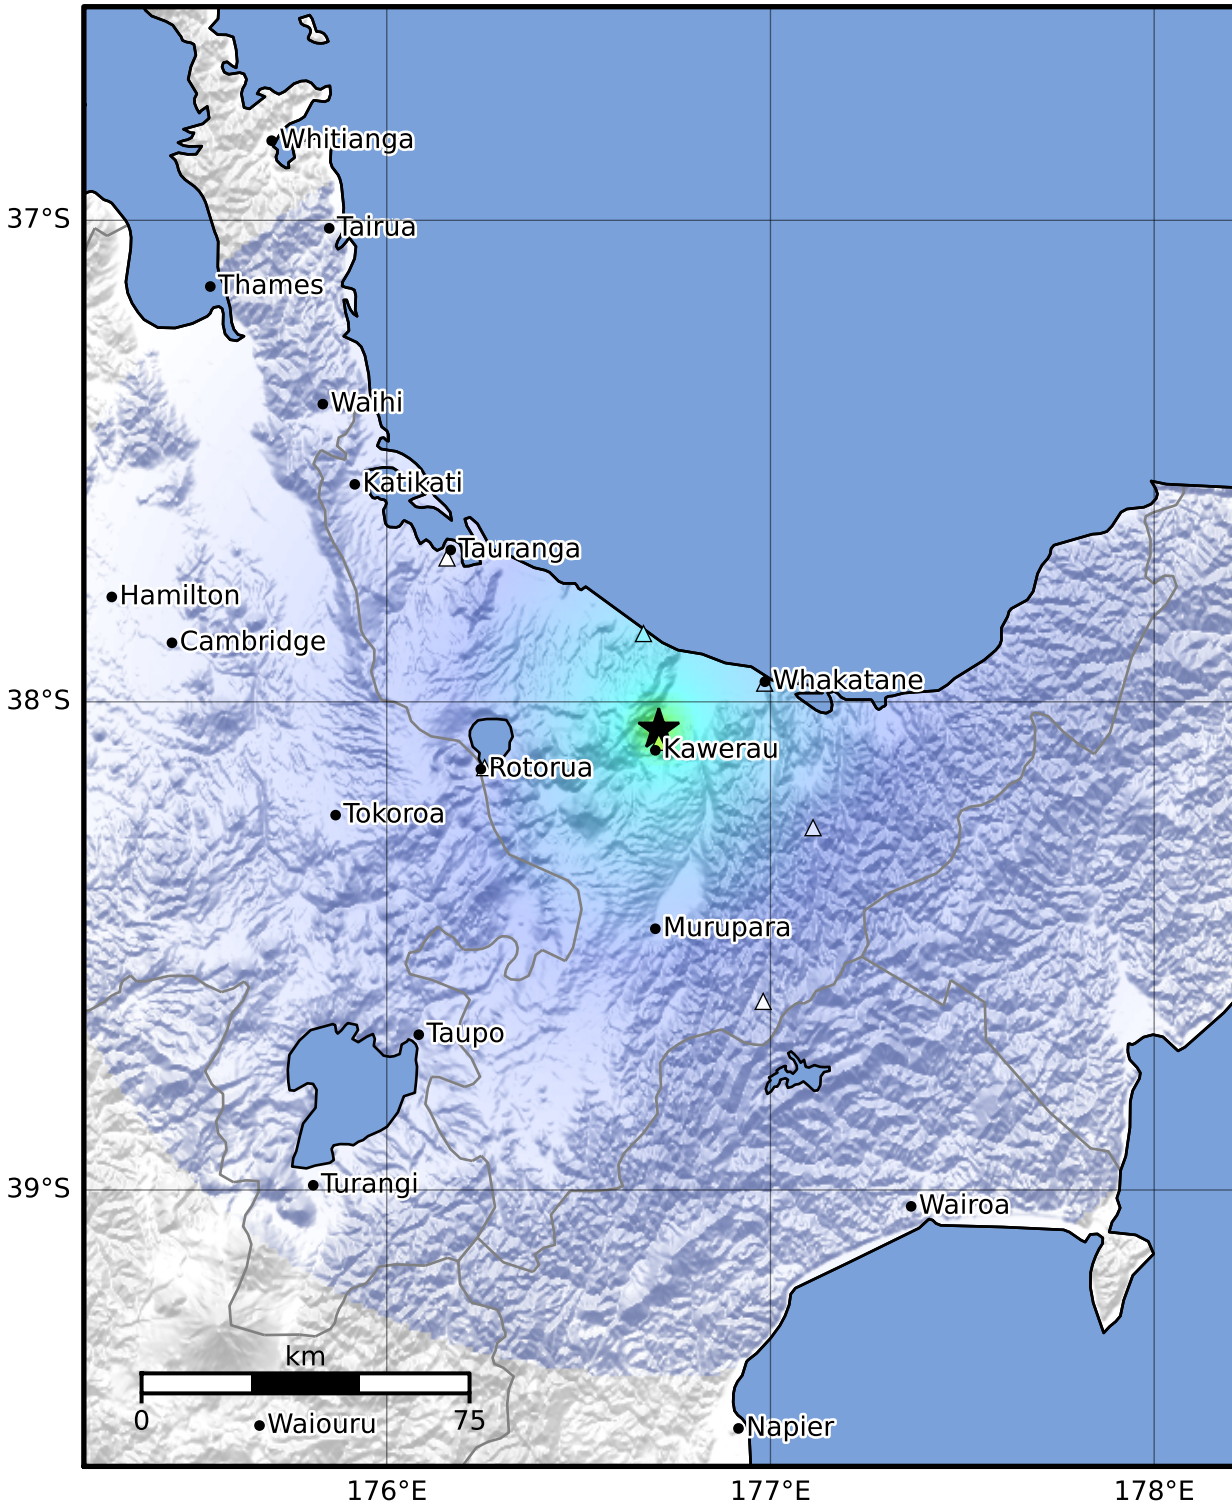 Whitianga
37°S
Tairua
Thames
Waihi
Katikati
Tauranga
Hamilton
Cambridge
Whakatane
38°S
Kawerau
Rotorua
Tokoroa
Murupara
Taupo
Turangi
39°S
Wairoa
km
0
75
Waiouru
Napier
176°E
177°E
178°E